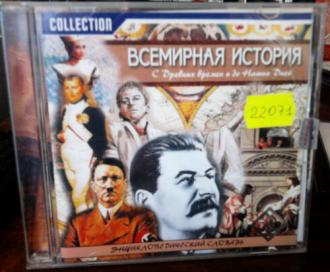 COLLECTION
ВСЕМИРНАЯ ИСТОРИЯ
С Древних времен и до Наших Дней
22071
ЭНЦИКЛОПЕДИЧЕСКИЙ СЛОВАРЬ